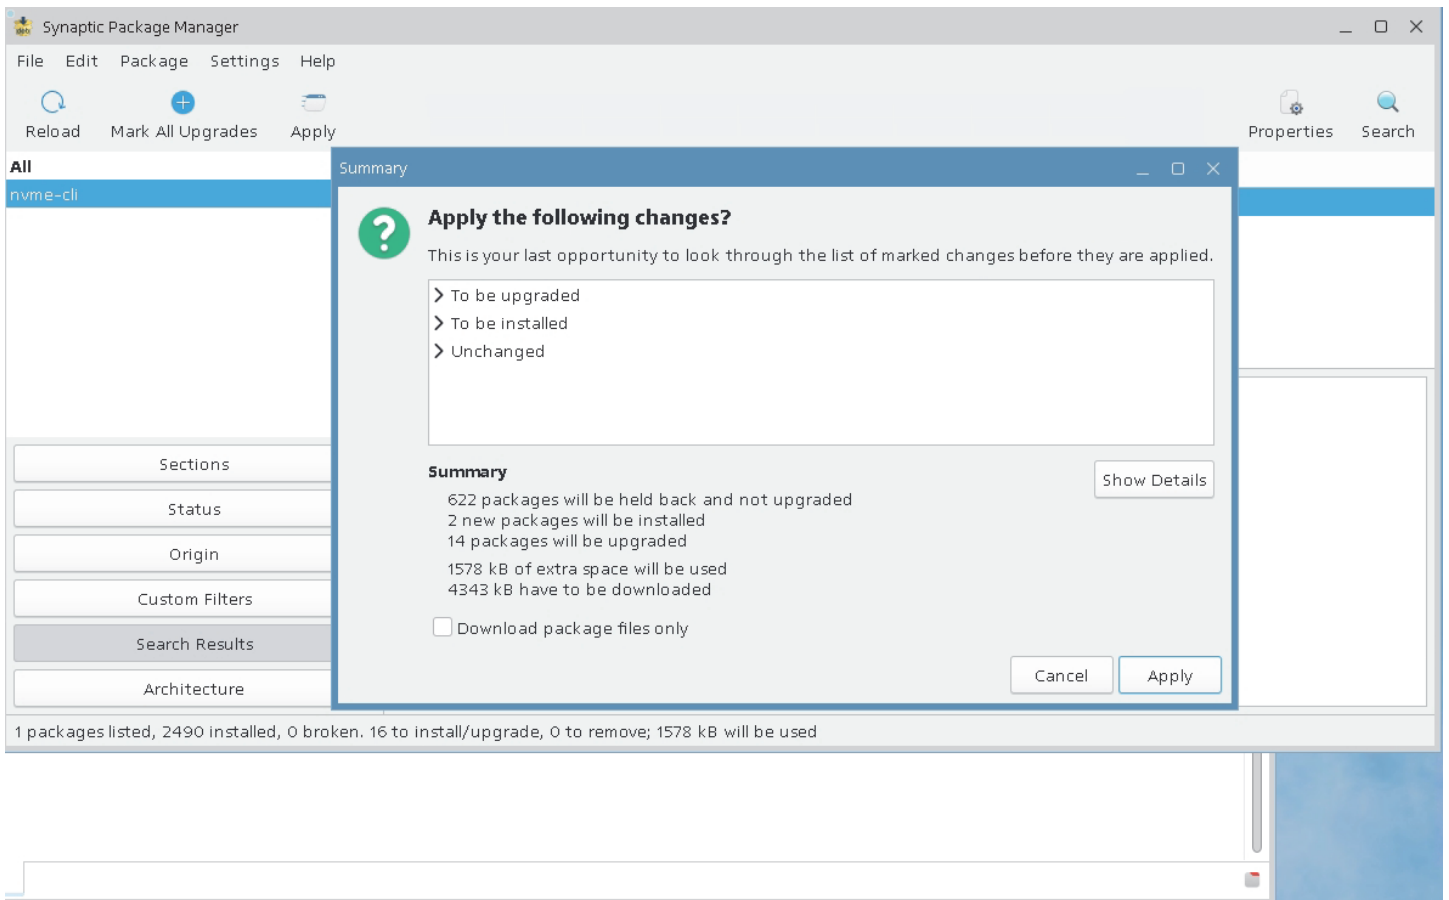 Synaptic Package Manager
File Edit Package Settings Help
Reload Mark All Upgrades Apply Properties Search
All
nvme-cli
Summary
Apply the following changes?
This is your last opportunity to look through the list of marked changes before they are applied.
To be upgraded
To be installed
Unchanged
Summary
Show Details
622 packages will be held back and not upgraded
2 new packages will be installed
14 packages will be upgraded
1578 kB of extra space will be used
4343 kB have to be downloaded
Download package files only
Cancel Apply
Sections
Status
Origin
Custom Filters
Search Results
Architecture
1 packages listed, 2490 installed, 0 broken. 16 to install/upgrade, 0 to remove; 1578 kB will be used